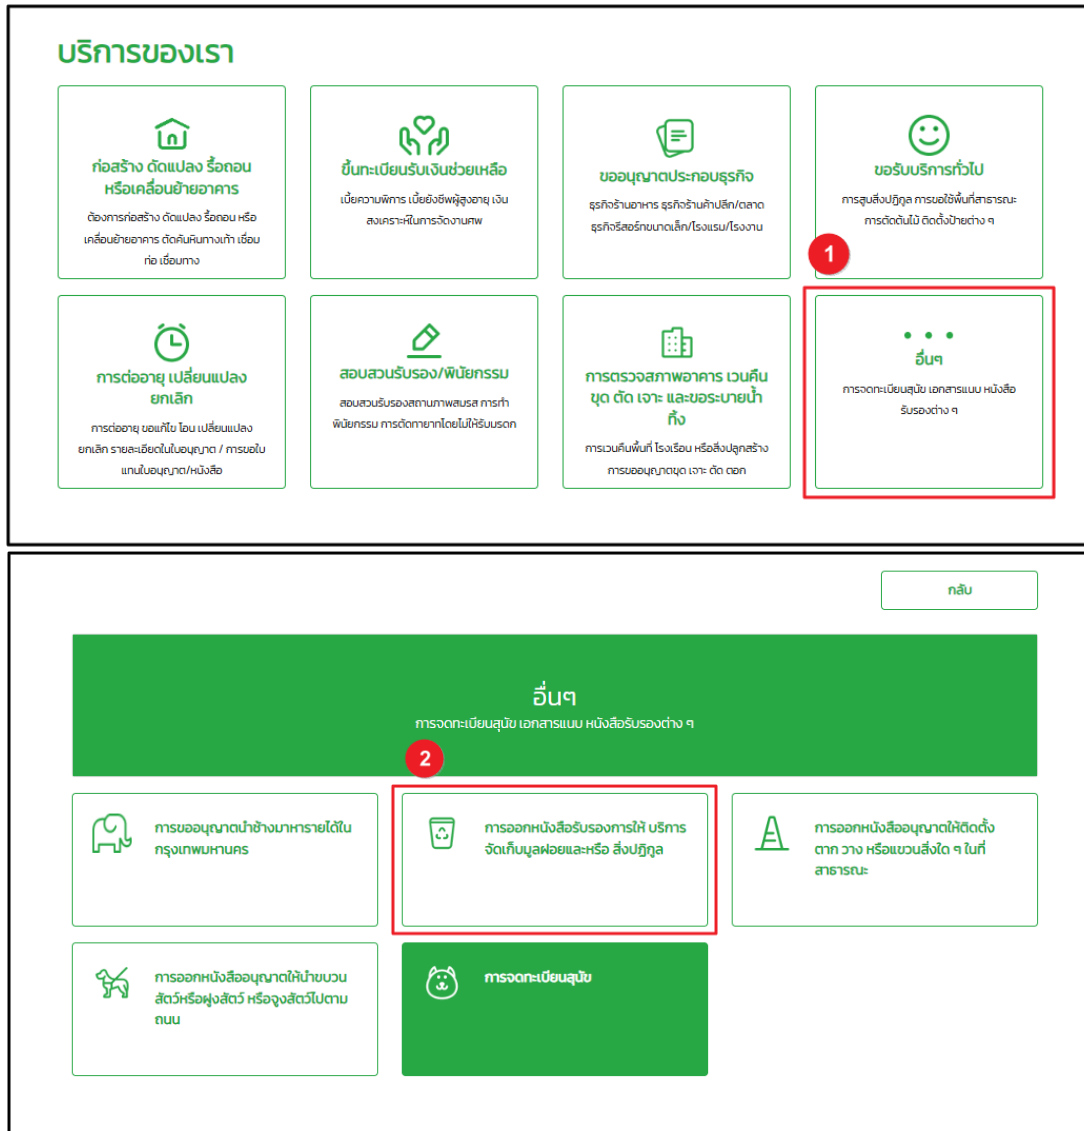 บริการของเรา
ก่อสร้าง ดัดแปลง รื้อถอน
หรือเคลื่อนย้ายอาคาร
ต้องการก่อสร้าง ดัดแปลง รื้อถอน หรือ
เคลื่อนย้ายอาคาร ตัดคันหินทางเท้า เชื่อม
ท่อ เชื่อมทาง
ขึ้นทะเบียนรับเงินช่วยเหลือ
เบี้ยความพิการ เบี้ยยังชีพผู้สูงอายุ เงิน
สงเคราะห์ในการจัดงานศพ
ขออนุญาตประกอบธุรกิจ
ธุรกิจร้านอาหาร ธุรกิจร้านค้าปลีก/ตลาด
ธุรกิจรีสอร์ทขนาดเล็ก/โรงแรม/โรงงาน
ขอรับบริการทั่วไป
การสูบสิ่งปฏิกูล การขอใช้พื้นที่สาธารณะ
การตัดต้นไม้ ติดตั้งป้ายต่าง ๆ
1
การต่ออายุ เปลี่ยนแปลง
ยกเลิก
การต่ออายุ ขอแก้ไข โอน เปลี่ยนแปลง
ยกเลิก รายละเอียดในใบอนุญาต / การขอใบ
แทนใบอนุญาต/หนังสือ
สอบสวนรับรอง/พินัยกรรม
สอบสวนรับรองสถานภาพสมรส การทำ
พินัยกรรม การตัดทายาทโดยไม่ให้รับมรดก
การตรวจสภาพอาคาร เวนคืน
ขุด ตัด เจาะ และขอระบายน้ำ
ทิ้ง
การเวนคืนพื้นที่ โรงเรือน หรือสิ่งปลูกสร้าง
การขออนุญาตขุด เจาะ ตัด ตอก
อื่นๆ
การจดทะเบียนสุนัข เอกสารแนบ หนังสือ
รับรองต่าง ๆ
กลับ
อื่นๆ
การจดทะเบียนสุนัข เอกสารแนบ หนังสือรับรองต่าง ๆ
2
การขออนุญาตนำช้างมาหารายได้ใน
กรุงเทพมหานคร
การออกหนังสือรับรองการให้ บริการ
จัดเก็บมูลฝอยและหรือ สิ่งปฏิกูล
การออกหนังสืออนุญาตให้ติดตั้ง
ตาก วาง หรือแขวนสิ่งใด ๆ ในที่
สาธารณะ
การออกหนังสืออนุญาตให้นำขบวน
สัตว์หรือฝูงสัตว์ หรือจูงสัตว์ไปตาม
ถนน
การจดทะเบียนสุนัข